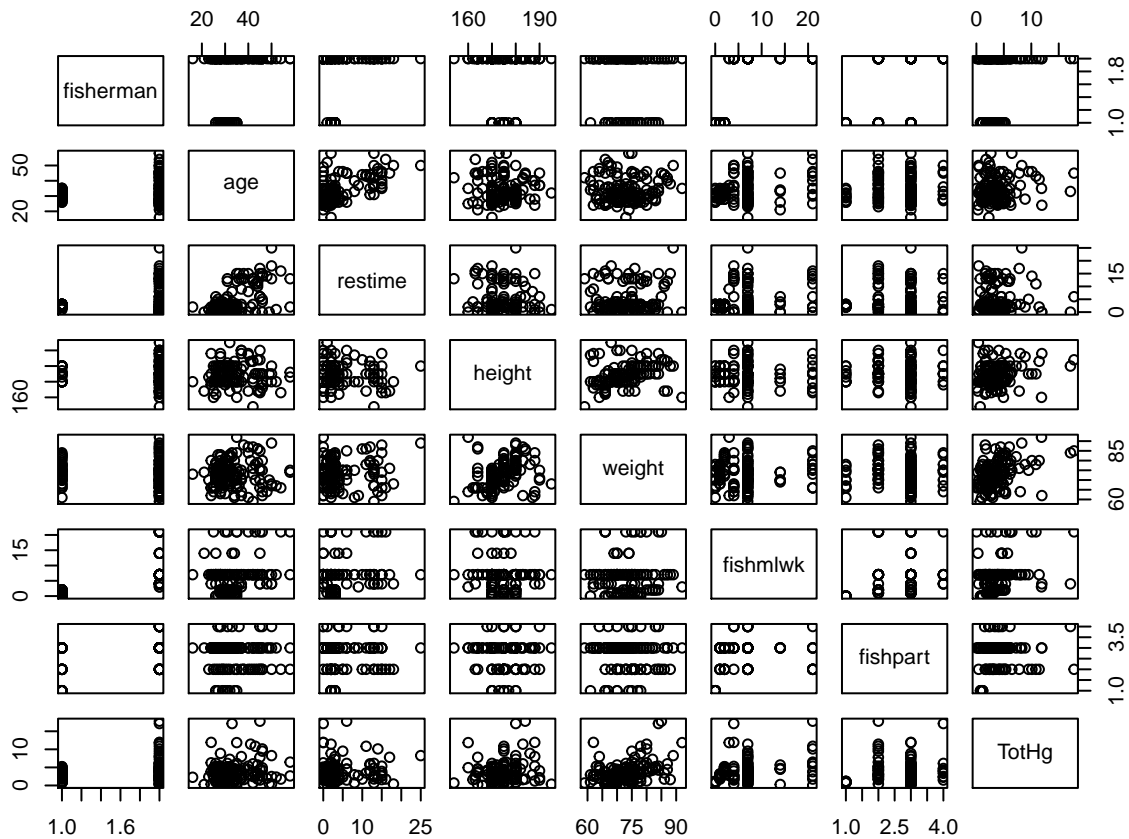 20 40 160 190 0 10 20 0 10
fisherman 1.0 1.8
20 50 age
restime 0 15
160 height
weight 60 85
0 15 fishmlwk
fishpart 1.0 3.5
0 10 TotHg
1.0 1.6 0 25 60 75 90 1.0 2.5 4.0